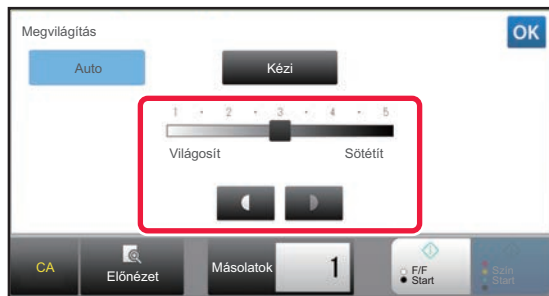 Megvilágítás
OK
Auto
Kézi
1 · 2 · 3 · 4 · 5
Világosít
Sötétít
CA
Előnézet
Másolatok
1
F/F
Start
Szín
Start